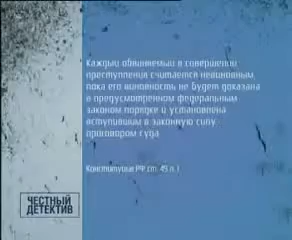 Каждый обвиняемый в совершении
преступления считается невиновным,
пока его виновность не будет доказана
в предусмотренном федеральным
законом порядке и установлена
вступившим в законную силу
приговором суда
Конституция РФ ст. 49 п. 1
ЧЕСТНЫЙ
ДЕТЕКТИВ